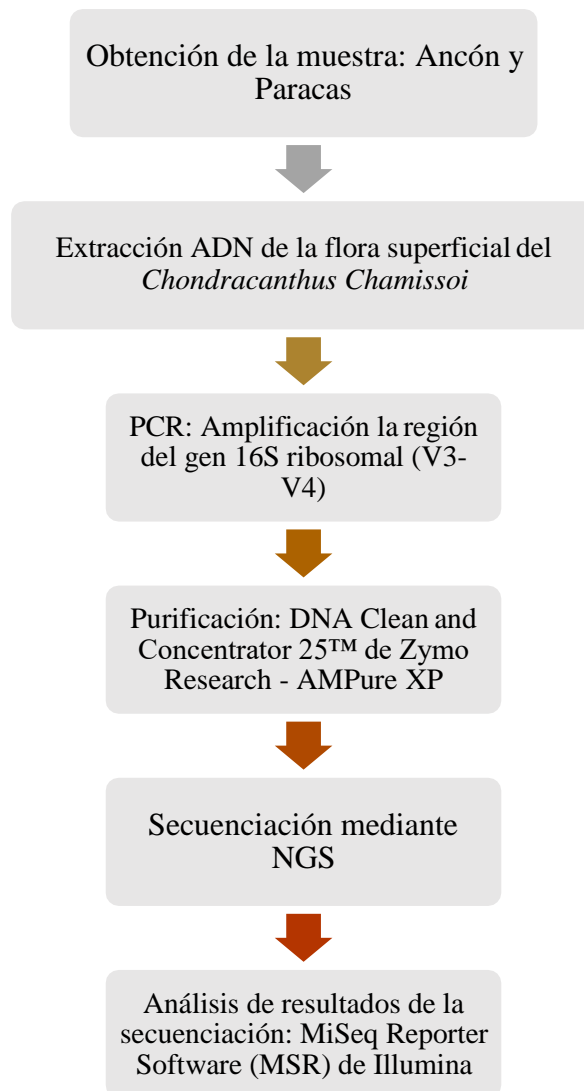 Obtención de la muestra: Ancón y
Paracas
Extracción ADN de la flora superficial del
Chondracanthus Chamissoi
PCR: Amplificación la región
del gen 16S ribosomal (V3-
V4)
Purificación: DNA Clean and
Concentrator 25™ de Zymo
Research - AMPure XP
Secuenciación mediante
NGS
Análisis de resultados de la
secuenciación: MiSeq Reporter
Software (MSR) de Illumina